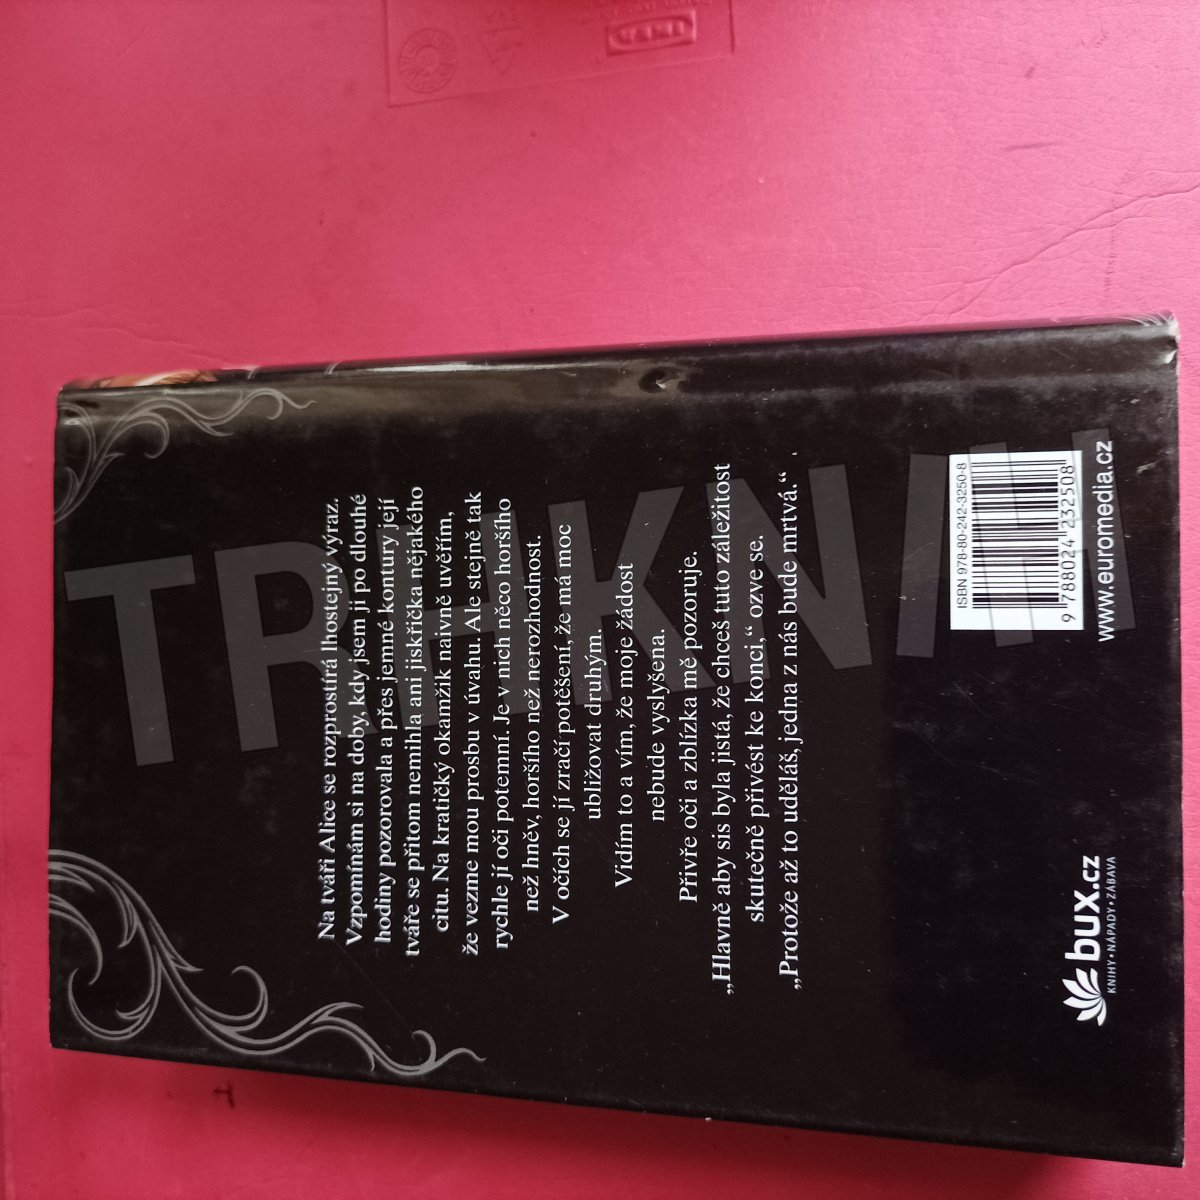 Na tváři Alice se rozprostírá lhostejný výraz.
Vzpomínám si na doby, kdy jsem ji po dlouhé
hodiny pozorovala a přes jemné kontury její
tváře se přitom nemihla ani jiskřička nějakého
citu. Na kratičký okamžik naivně uvěřím,
že vezme mou prosbu v úvahu. Ale stejně tak
rychle jí oči potemní. Je v nich něco horšího
než hněv, horšího než nerozhodnost.
V očích se jí zračí potěšení, že má moc
ubližovat druhým.
Vidím to a vím, že moje žádost
nebude vyslyšena.
Přivře oči a zblízka mě pozoruje.
„Hlavně aby sis byla jistá, že chceš tuto záležitost
skutečně přivést ke konci,“ ozve se.
„Protože až to uděláš, jedna z nás bude mrtvá.“
bux.cz
KNIHY•NÁPADY•ZÁBAVA
ISBN 978-80-242-3250-8
9 788024 232508
www.euromedia.cz
TRHKNIH
IKEA